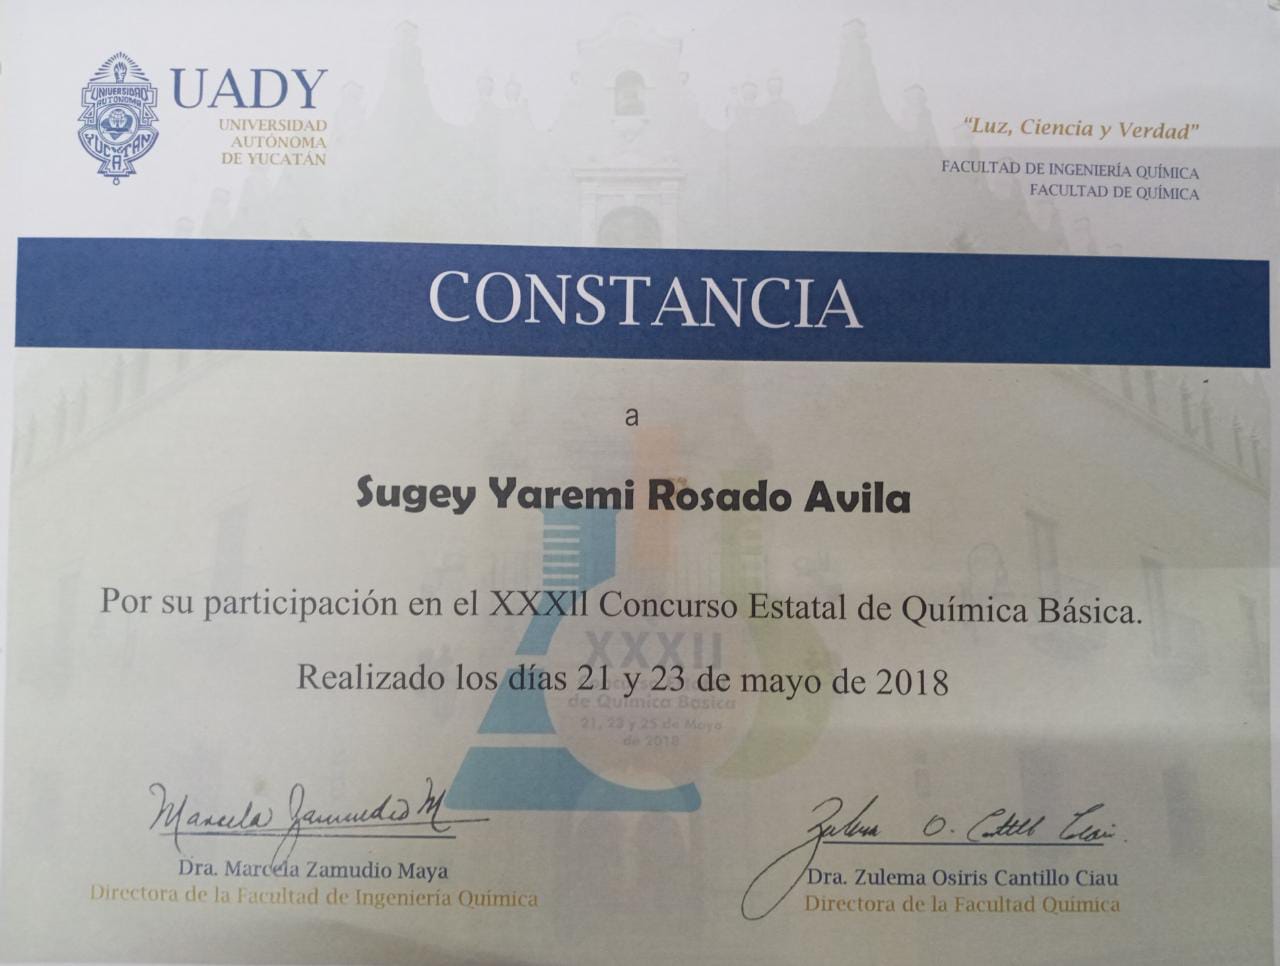 UNIVERSIDAD
AUTÓNOMA
YUCATÁN
UADY
UNIVERSIDAD
AUTÓNOMA
DE YUCATÁN
"Luz, Ciencia y Verdad"
FACULTAD DE INGENIERÍA QUÍMICA
FACULTAD DE QUÍMICA
CONSTANCIA
a
Sugey Yaremi Rosado Avila
Por su participación en el XXXll Concurso Estatal de Química Básica.
XXXII
Realizado los días 21 y 23 de mayo de 2018
de Química Basica
21, 23 y 25 de Mayo
de 2018
Marcela Zamudio M
Dra. Marcela Zamudio Maya
Directora de la Facultad de Ingeniería Química
Zulema O.
Dra. Zulema Osiris Cantillo Ciau
Directora de la Facultad Química